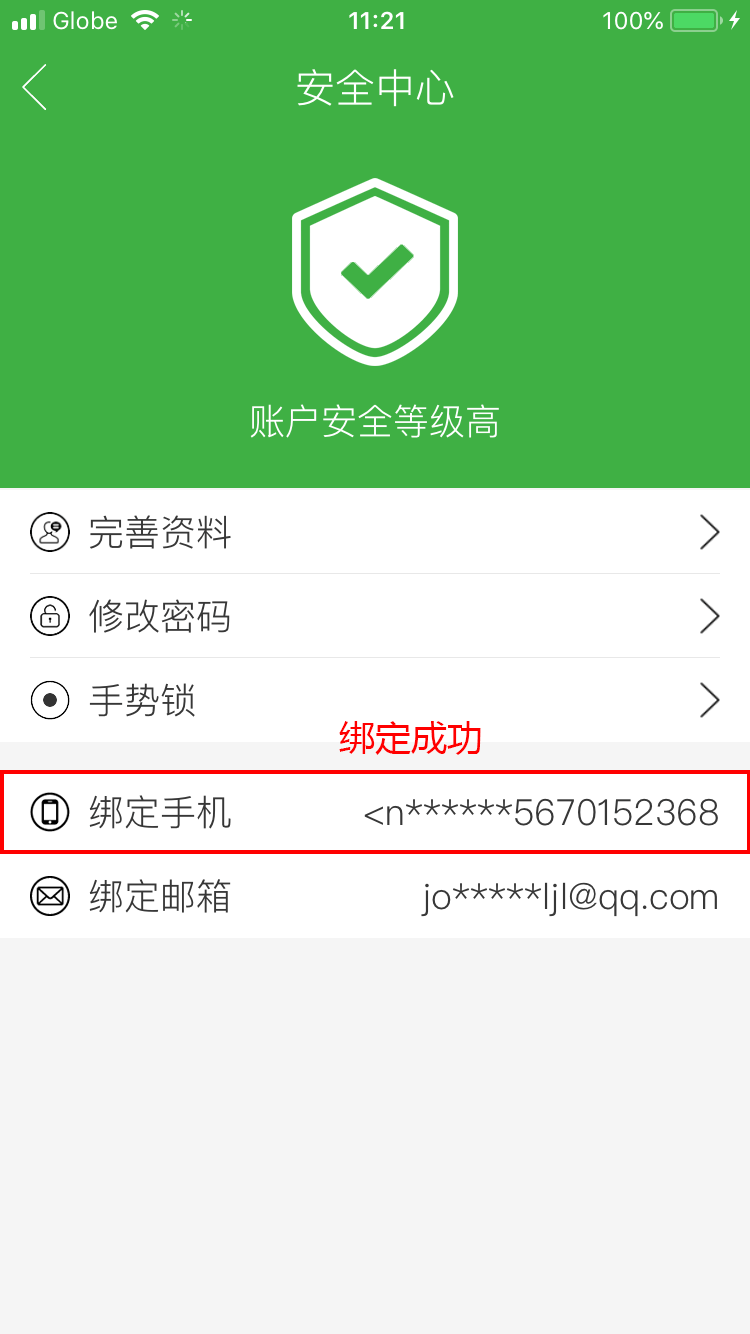 Globe 11:21 100%
安全中心
账户安全等级高
完善资料
修改密码
手势锁
绑定成功
绑定手机 <n******5670152368
绑定邮箱 jo*****ljl@qq.com